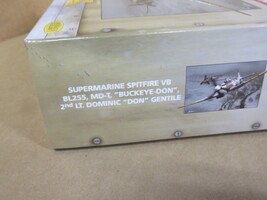 SUPERMARINE SPITFIRE VB
BL255, MD-T, "BUCKEYE-DON",
2nd LT. DOMINIC "DON" GENTILE